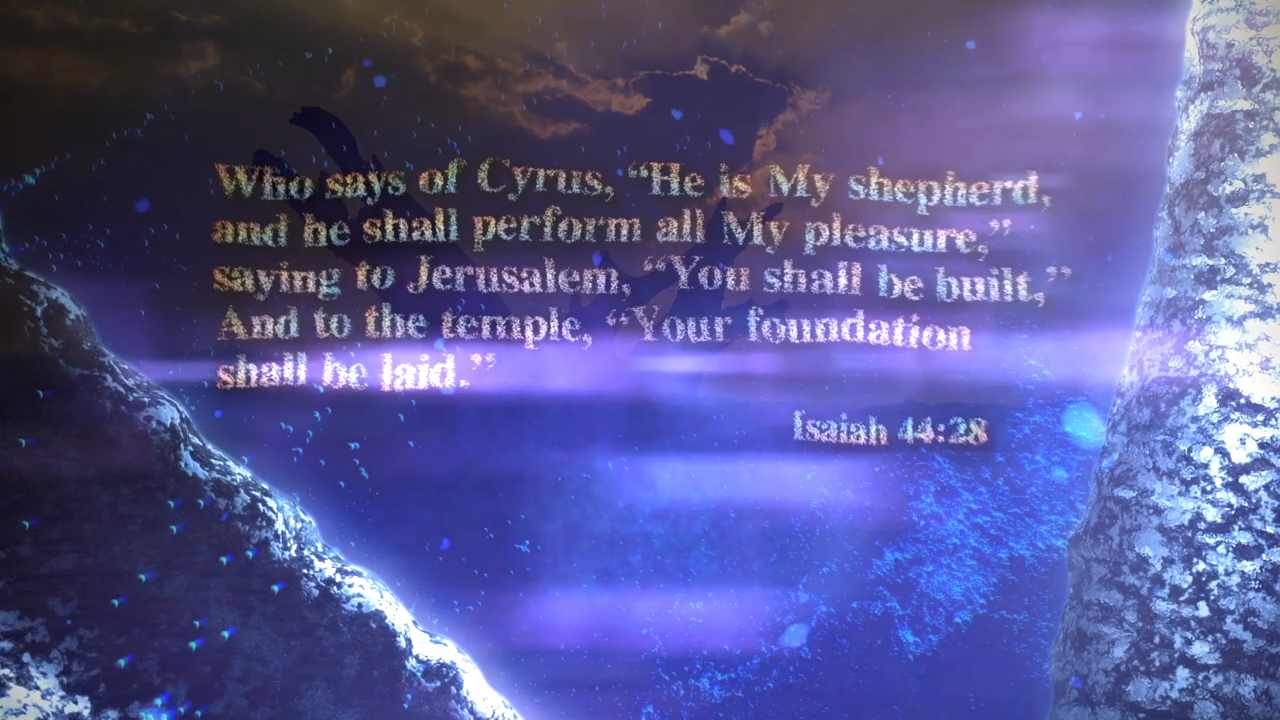 Who says of Cyrus, “He is My shepherd,
and he shall perform all My pleasure,”
saying to Jerusalem, “You shall be built,”
And to the temple, “Your foundation
shall be laid.”
Isaiah 44:28